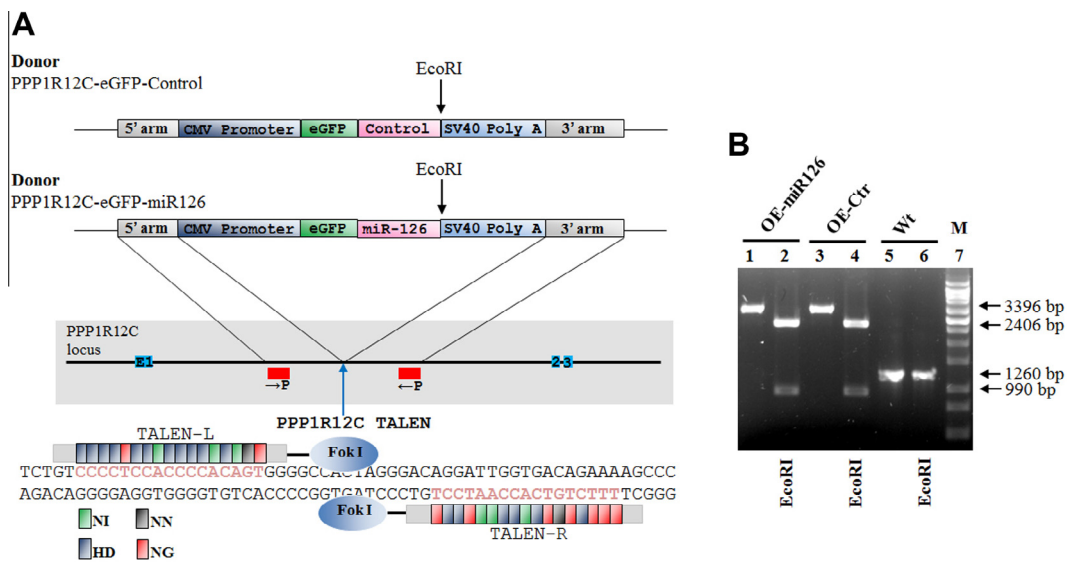 A
Donor
PPP1R12C-eGFP-Control
EcoRI
5' arm CMV Promoter eGFP Control SV40 Poly A 3' arm
Donor
PPP1R12C-eGFP-miR126
EcoRI
5' arm CMV Promoter eGFP miR-126 SV40 Poly A 3' arm
PPP1R12C
locus
E1
2-3
→P
←P
PPP1R12C TALEN
TALEN-L
Fok I
TCTGTCCCCTCCACCCCACAGTGGGGCCACTAGGGACAGGATTGGTGACAGAAAAGCCC
AGACAGGGGAGGTGGGGTGTCACCCCGGTGATCCCTGTCCTAACCACTGTCTTTTCGGG
Fok I
TALEN-R
NI
NN
HD
NG
B
OE-miR126
OE-Ctr
Wt
M
1 2 3 4 5 6 7
3396 bp
2406 bp
1260 bp
990 bp
EcoRI
EcoRI
EcoRI